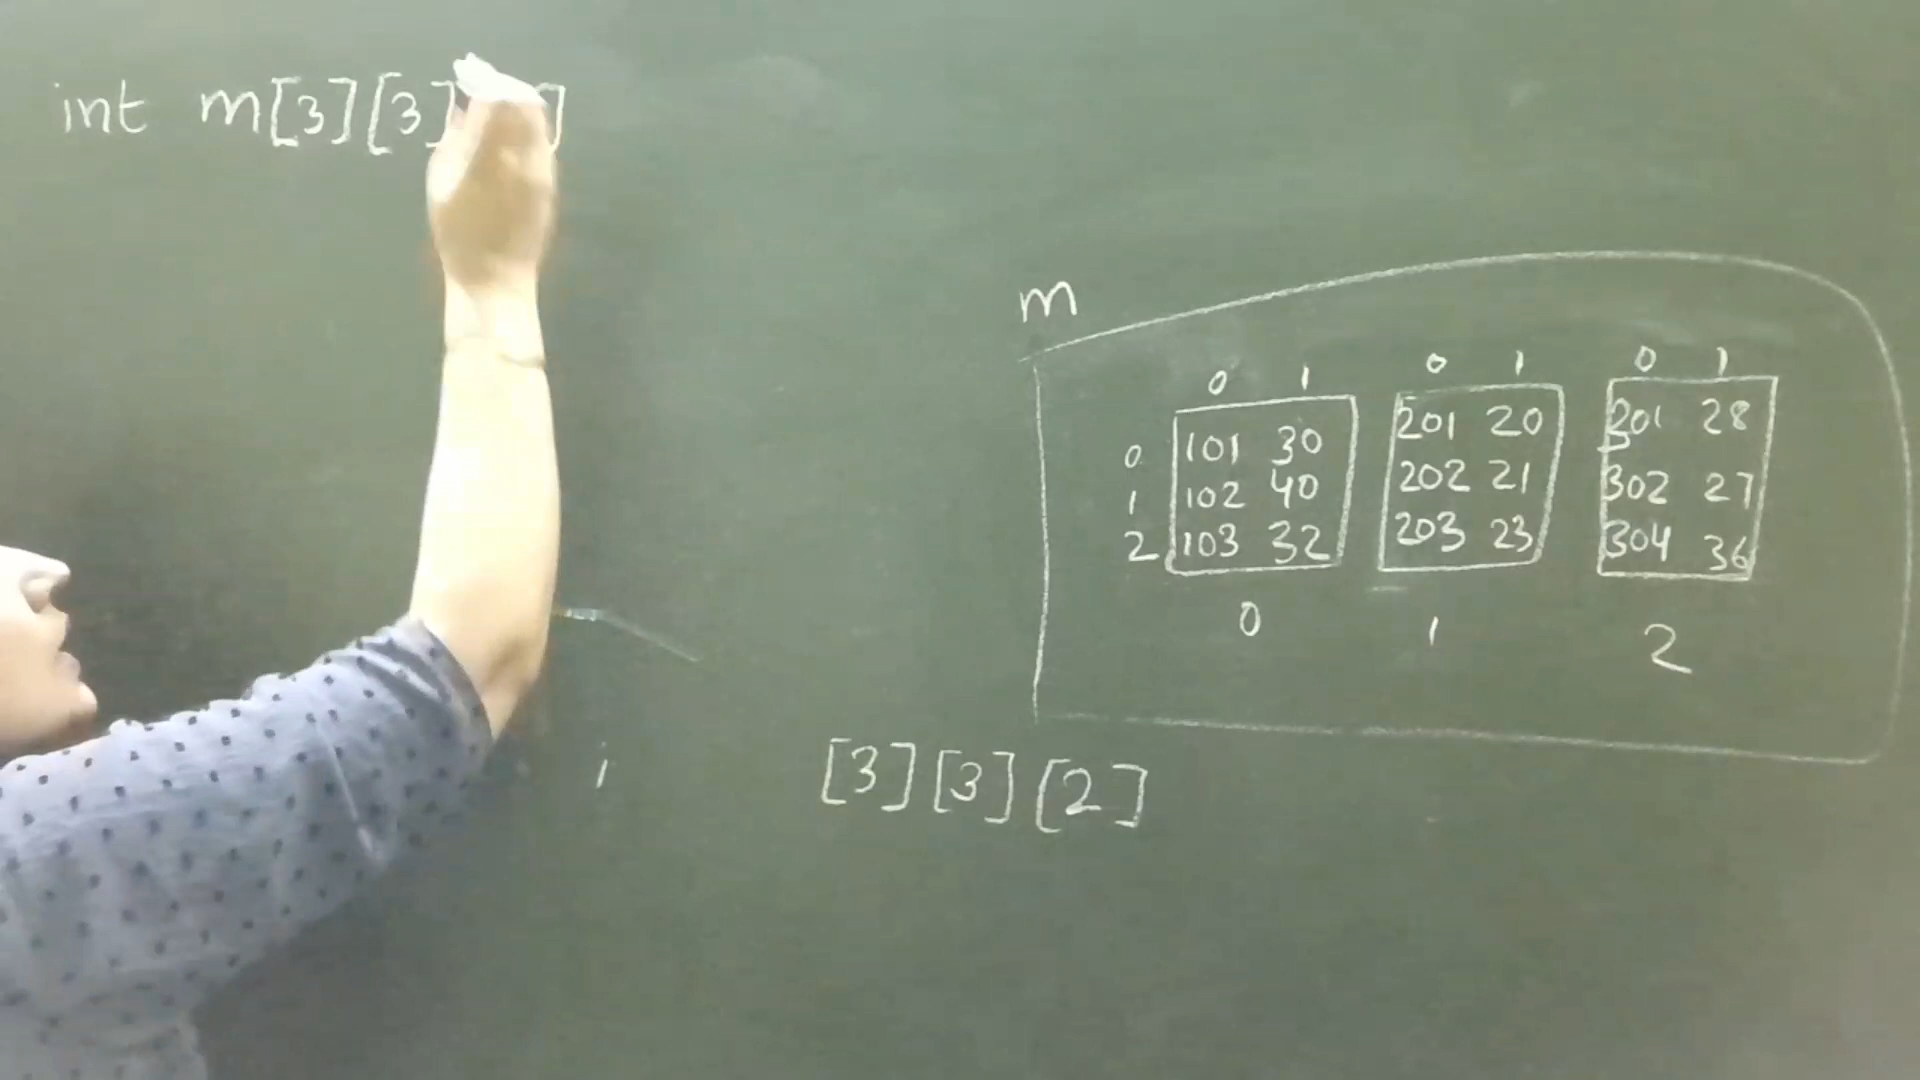 int m[3][3] ]
m
0 1 0 1 0 1
0 101 30 201 20 201 28
1 102 40 202 21 302 27
2 103 32 203 23 304 36
0 1 2
[3][3][2]